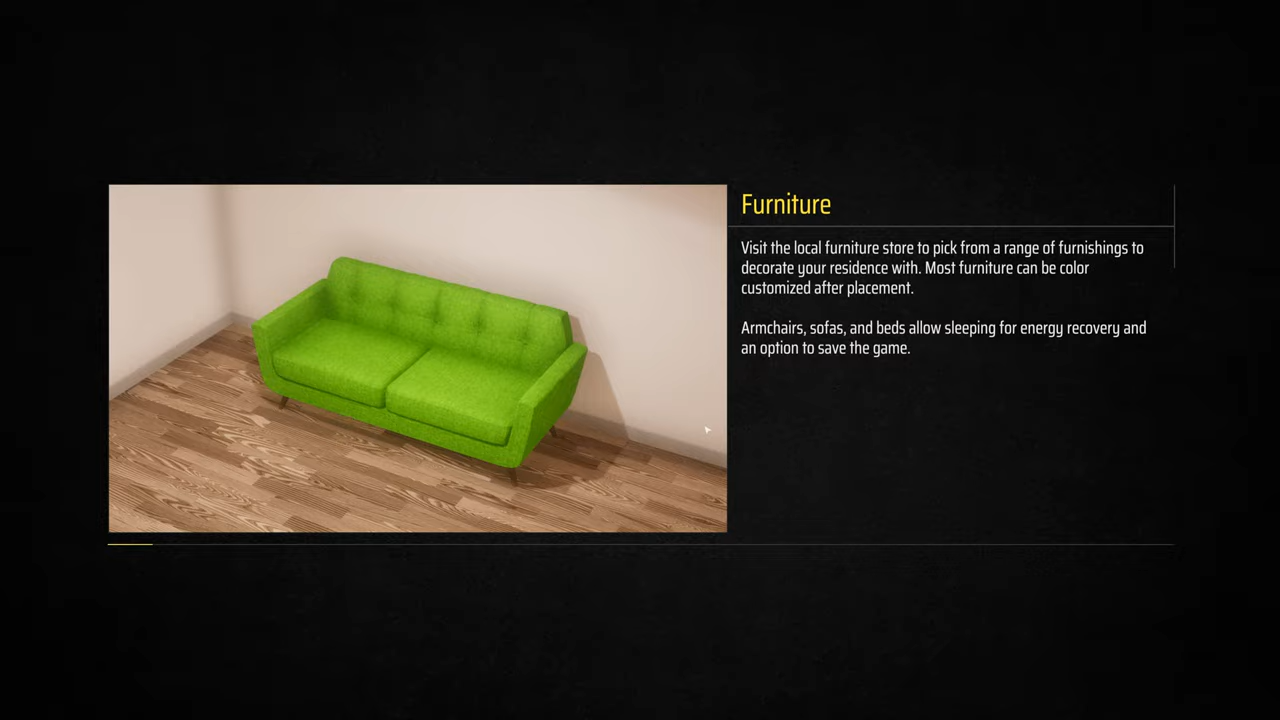 Furniture
Visit the local furniture store to pick from a range of furnishings to
decorate your residence with. Most furniture can be color
customized after placement.
Armchairs, sofas, and beds allow sleeping for energy recovery and
an option to save the game.